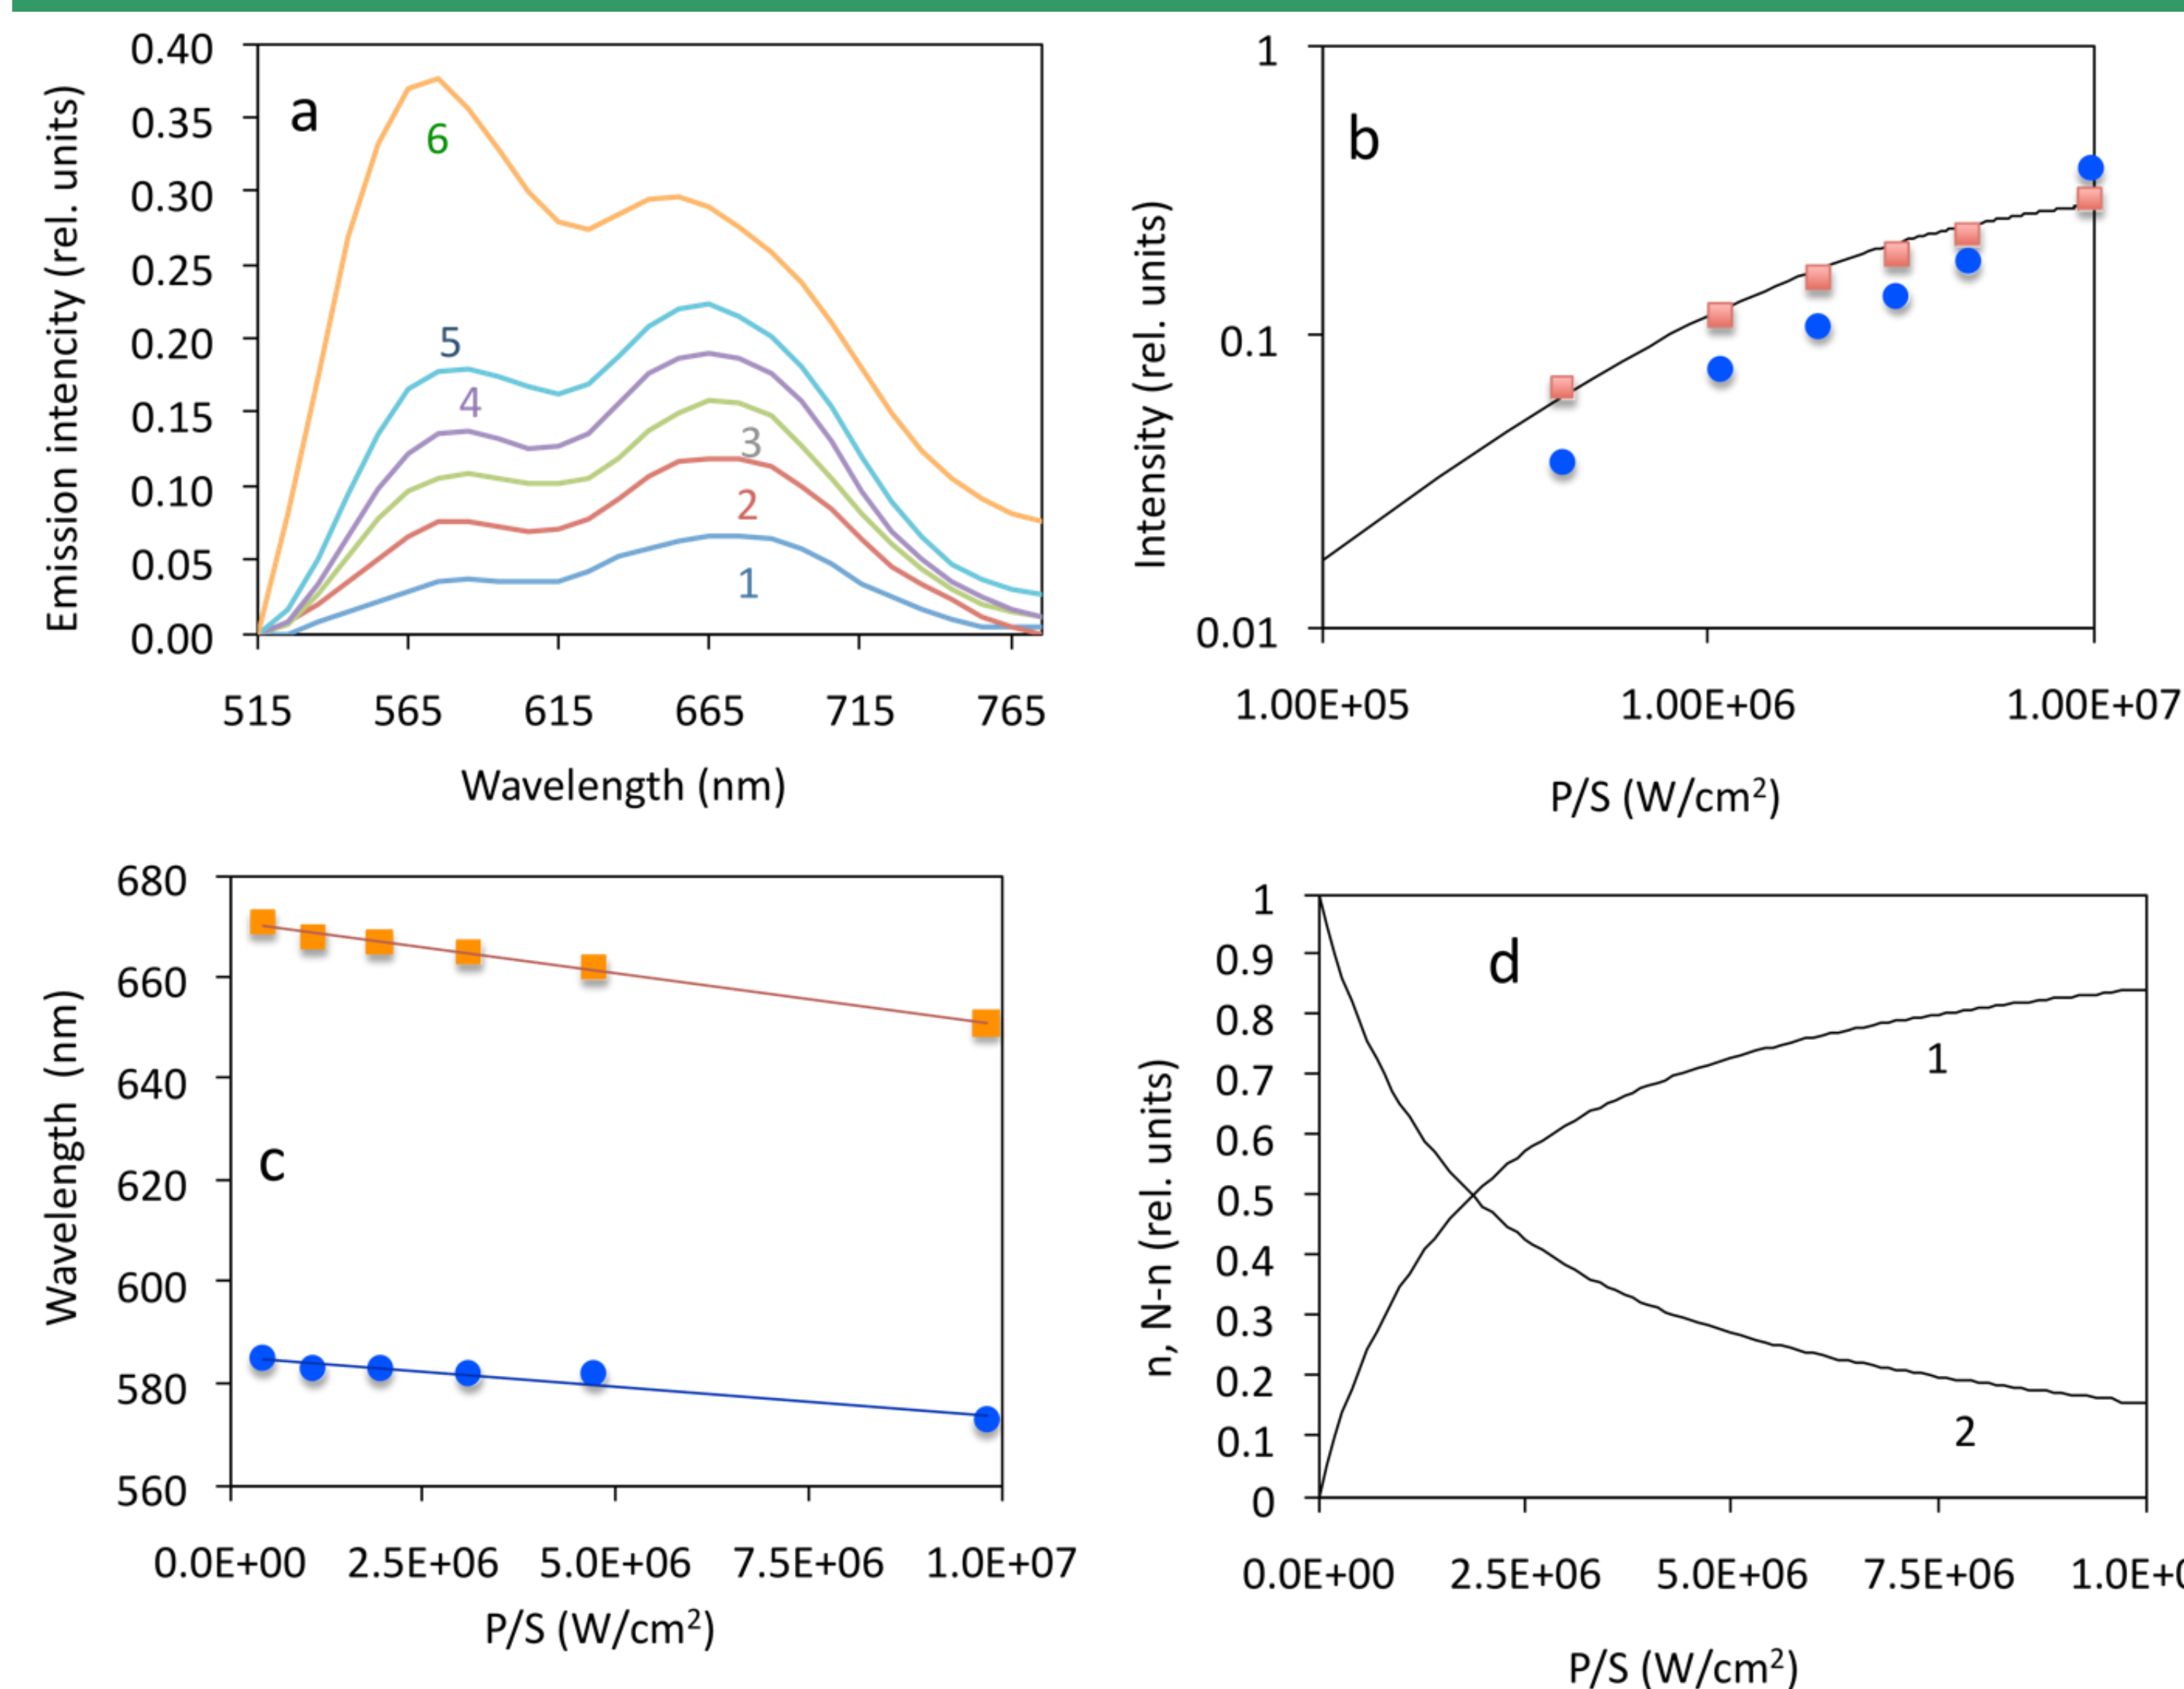 0.40
0.35
0.30
0.25
0.20
0.15
0.10
0.05
0.00
Emission intencity (rel. units)
a
6
5
4
3
2
1
515 565 615 665 715 765
Wavelength (nm)
1
0.1
0.01
Intensity (rel. units)
b
1.00E+05 1.00E+06 1.00E+07
P/S (W/cm²)
680
660
640
620
600
580
560
Wavelength (nm)
c
0.0E+00 2.5E+06 5.0E+06 7.5E+06 1.0E+07
P/S (W/cm²)
1
0.9
0.8
0.7
0.6
0.5
0.4
0.3
0.2
0.1
0
n, N-n (rel. units)
d
1
2
0.0E+00 2.5E+06 5.0E+06 7.5E+06 1.0E+0
P/S (W/cm²)